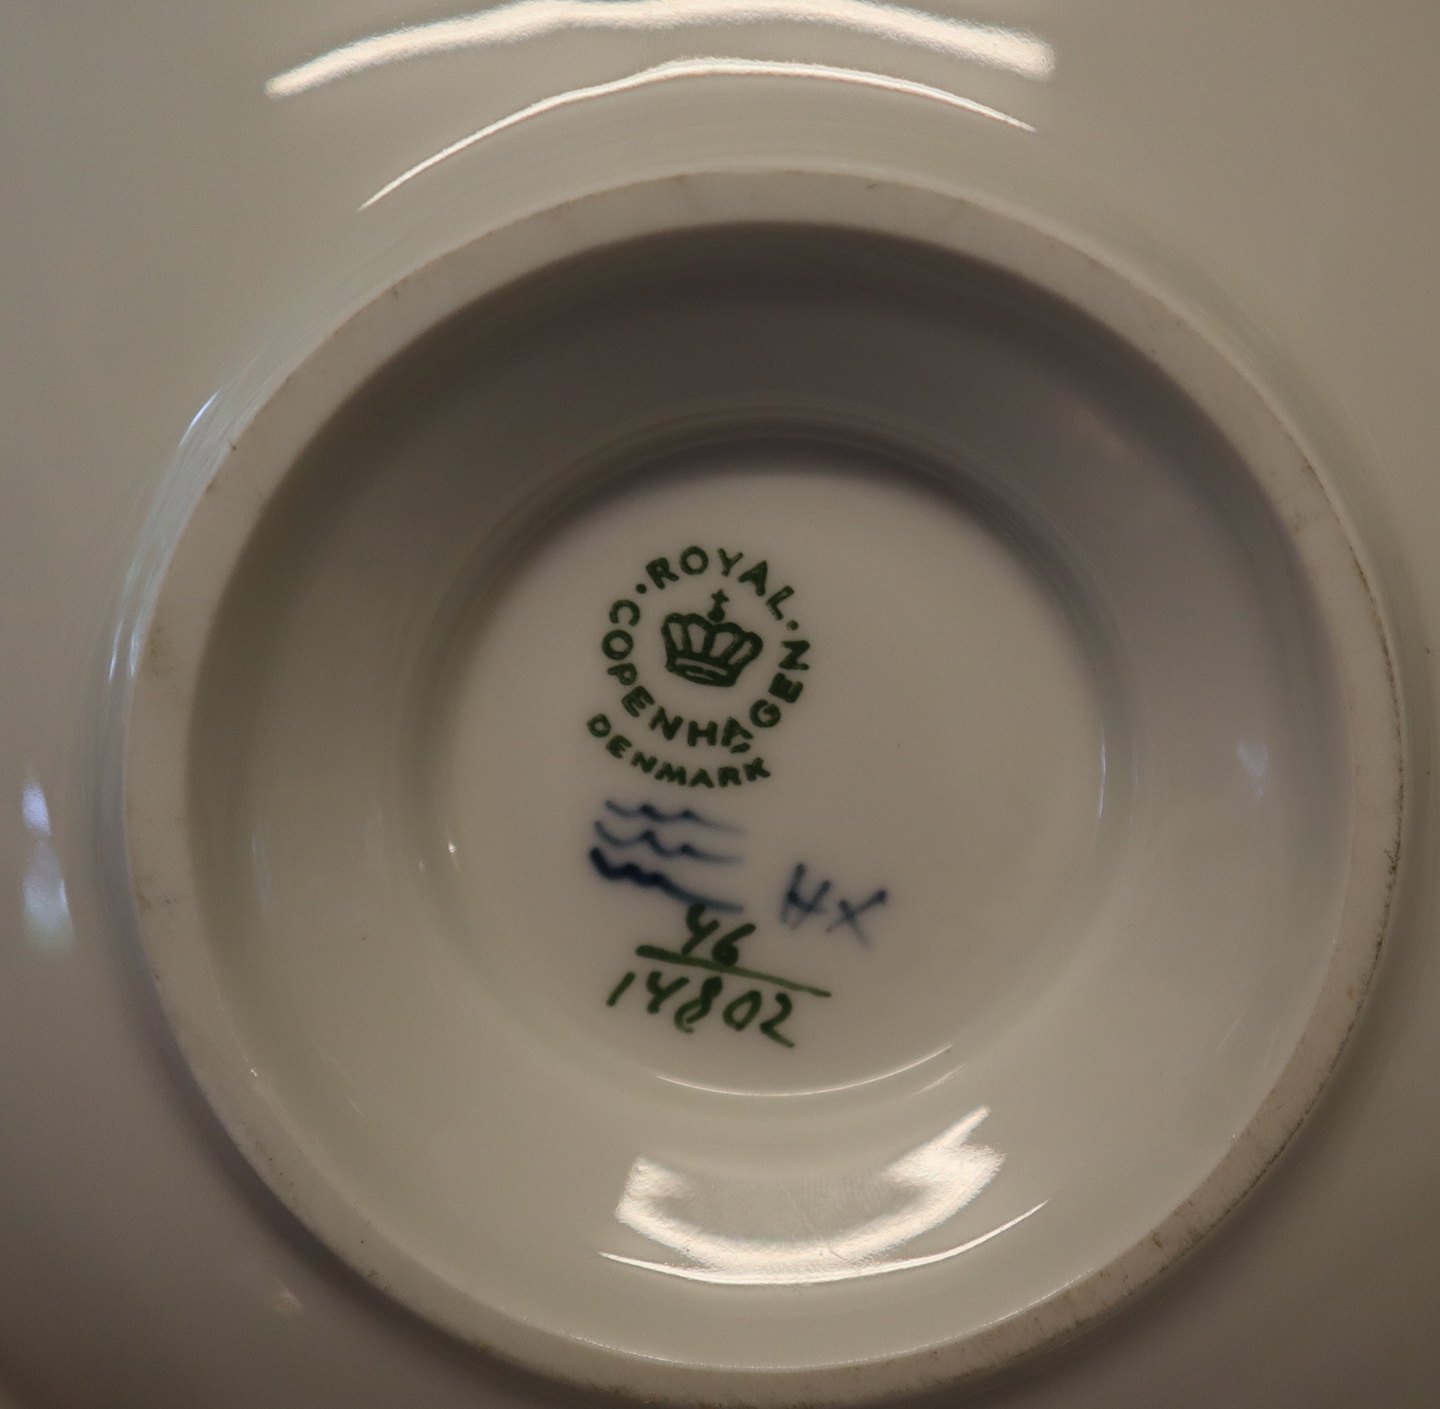 ROYAL · COPENHAGEN ·
DENMARK
HX
46
14802